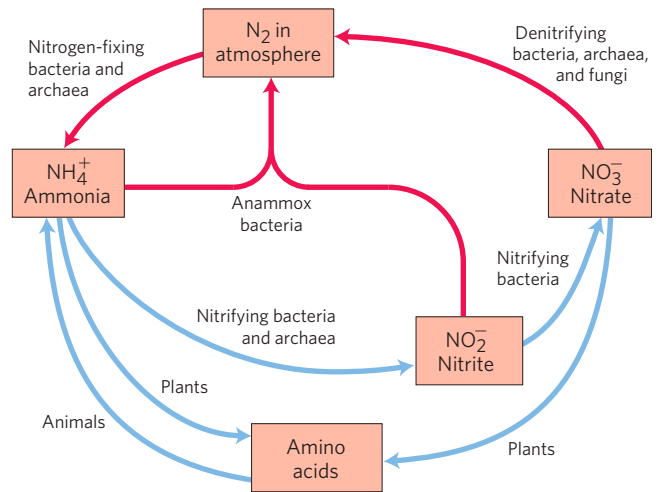 N₂ in
atmosphere
Nitrogen-fixing
bacteria and
archaea
Denitrifying
bacteria, archaea,
and fungi
NH₄⁺
Ammonia
NO₃⁻
Nitrate
Anammox
bacteria
Nitrifying
bacteria
Nitrifying bacteria
and archaea
NO₂⁻
Nitrite
Plants
Animals
Amino
acids
Plants